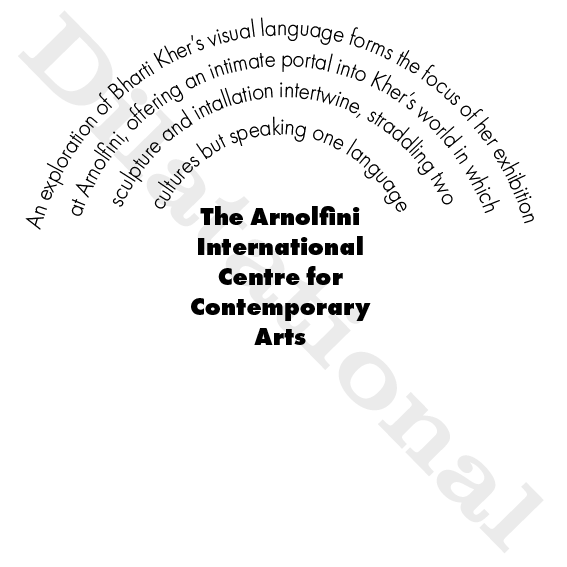 An exploration of Bharti Kher's visual language forms the focus of her exhibition
at Arnolfini, offering an intimate portal into Kher's world in which
sculpture and intallation intertwine, straddling two
cultures but speaking one language
The Arnolfini
International
Centre for
Contemporary
Arts
Dilatational